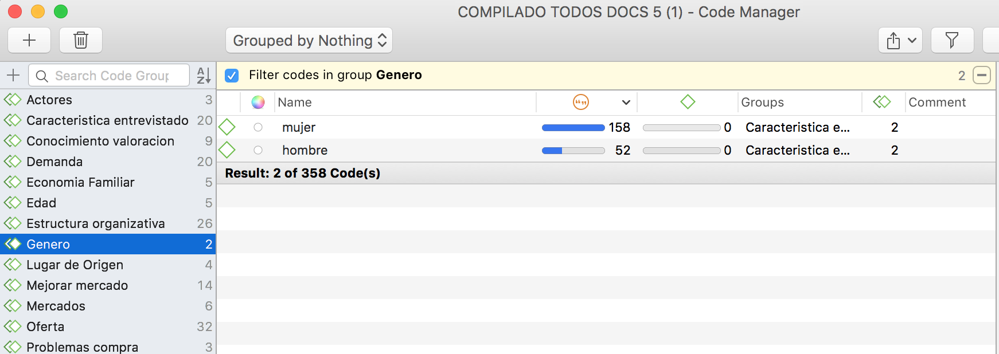 COMPILADO TODOS DOCS 5 (1) - Code Manager
Grouped by Nothing
Search Code Group
Filter codes in group Genero 2
Name Groups Comment
mujer 158 0 Caracteristica e... 2
hombre 52 0 Caracteristica e... 2
Result: 2 of 358 Code(s)
Actores 3
Caracteristica entrevistado 20
Conocimiento valoracion 9
Demanda 20
Economia Familiar 5
Edad 5
Estructura organizativa 26
Genero 2
Lugar de Origen 4
Mejorar mercado 14
Mercados 6
Oferta 32
Problemas compra 3